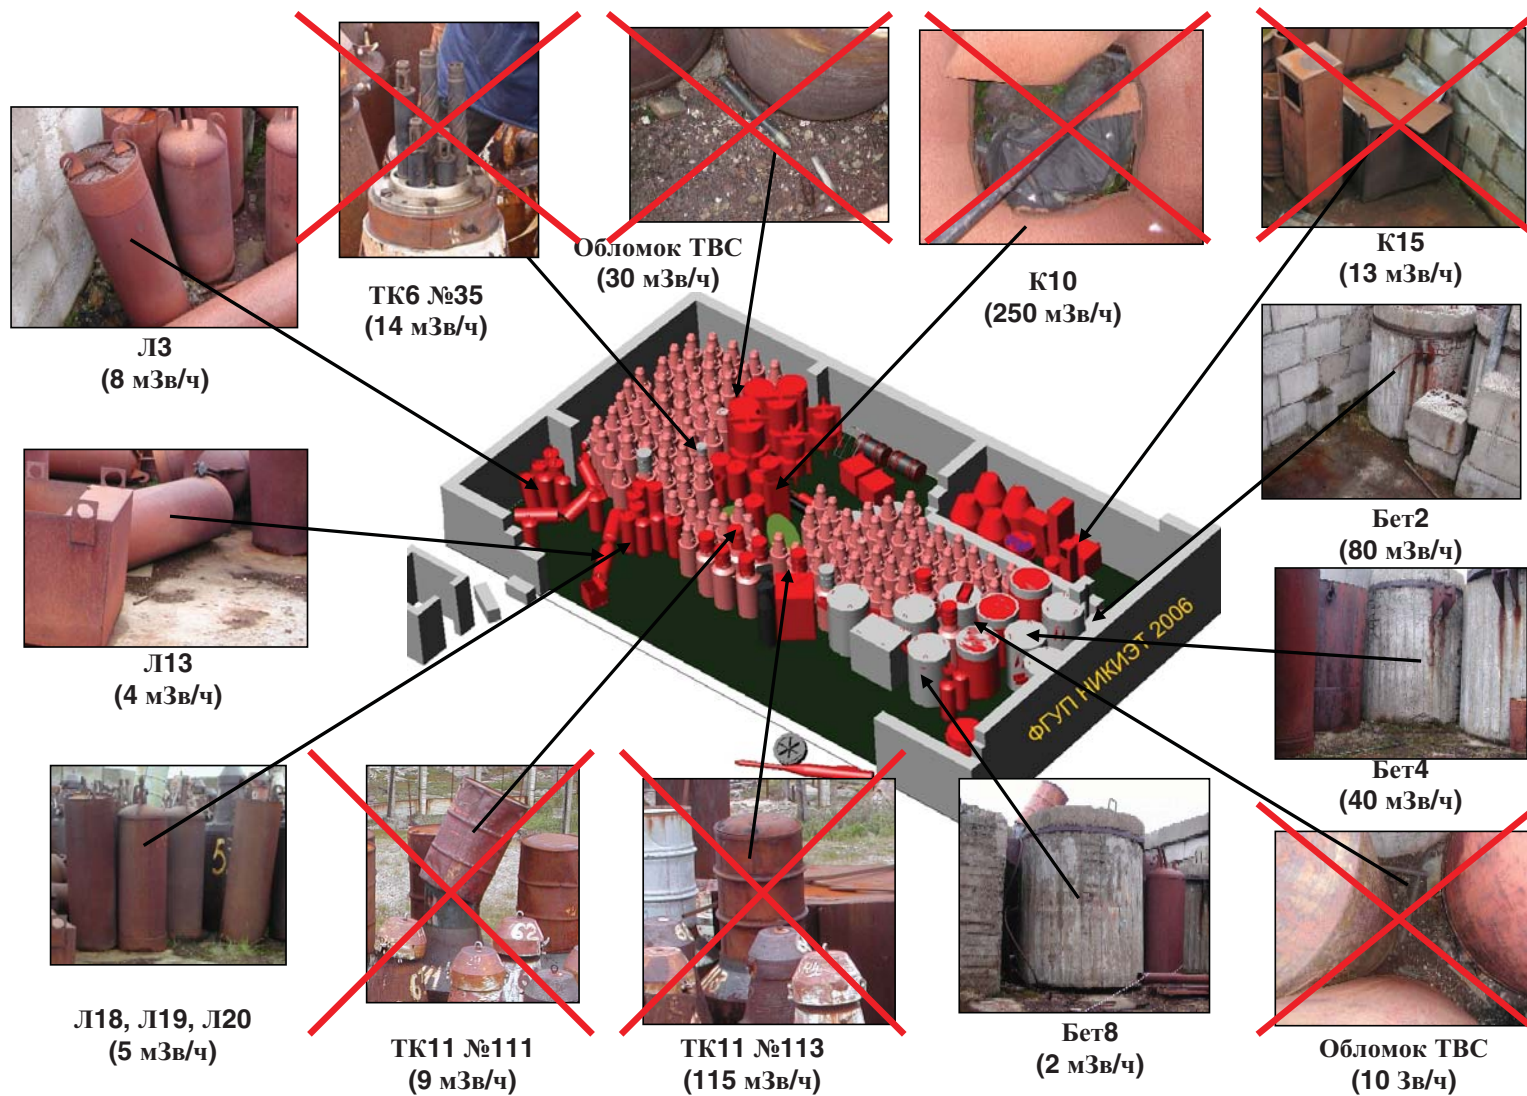 Обломок ТВС
(30 мЗв/ч)
К10
(250 мЗв/ч)
К15
(13 мЗв/ч)
ТК6 №35
(14 мЗв/ч)
Л3
(8 мЗв/ч)
Бет2
(80 мЗв/ч)
Л13
(4 мЗв/ч)
ФГУП НИКИЭТ 2006
Бет4
(40 мЗв/ч)
5
62
Л18, Л19, Л20
(5 мЗв/ч)
ТК11 №111
(9 мЗв/ч)
ТК11 №113
(115 мЗв/ч)
Бет8
(2 мЗв/ч)
Обломок ТВС
(10 Зв/ч)